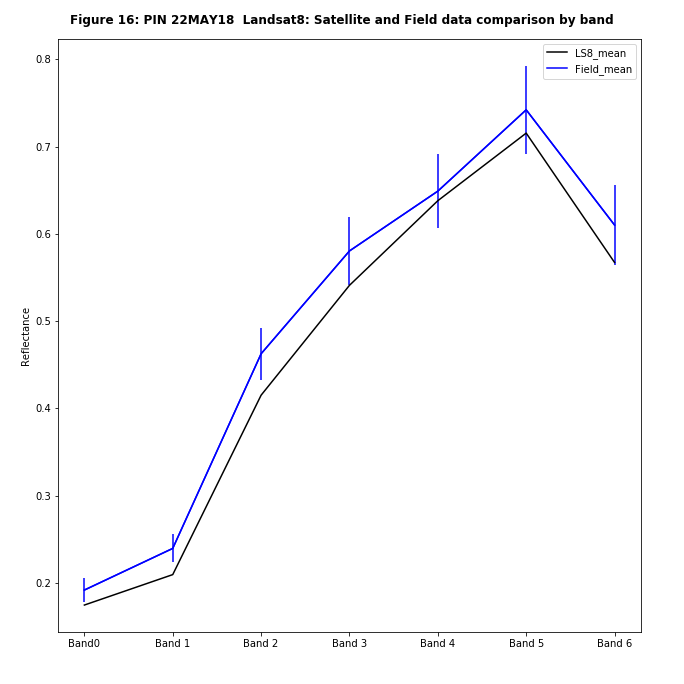 Figure 16: PIN 22MAY18  Landsat8: Satellite and Field data comparison by band
LS8_mean
Field_mean
0.8
0.7
0.6
0.5
0.4
0.3
0.2
Reflectance
Band0
Band 1
Band 2
Band 3
Band 4
Band 5
Band 6